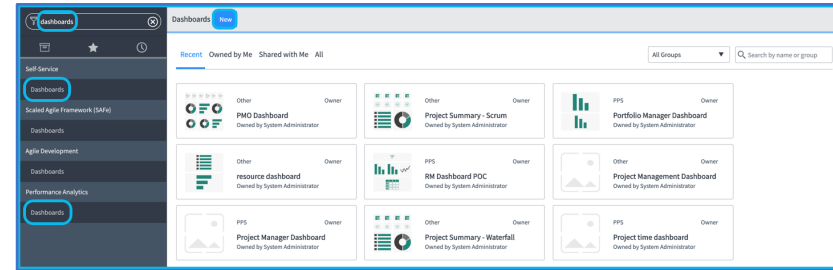 dashboards
Dashboards New
Self-Service
Dashboards
Scaled Agile Framework (SAFe)
Dashboards
Agile Development
Dashboards
Performance Analytics
Dashboards
Recent Owned by Me Shared with Me All
All Groups
Search by name or group
Other Owner
PMO Dashboard
Owned by System Administrator
Other Owner
Project Summary - Scrum
Owned by System Administrator
PPS Owner
Portfolio Manager Dashboard
Owned by System Administrator
Other Owner
resource dashboard
Owned by System Administrator
PPS Owner
RM Dashboard POC
Owned by System Administrator
Other Owner
Project Management Dashboard
Owned by System Administrator
PPS Owner
Project Manager Dashboard
Owned by System Administrator
Other Owner
Project Summary - Waterfall
Owned by System Administrator
PPS Owner
Project time dashboard
Owned by System Administrator